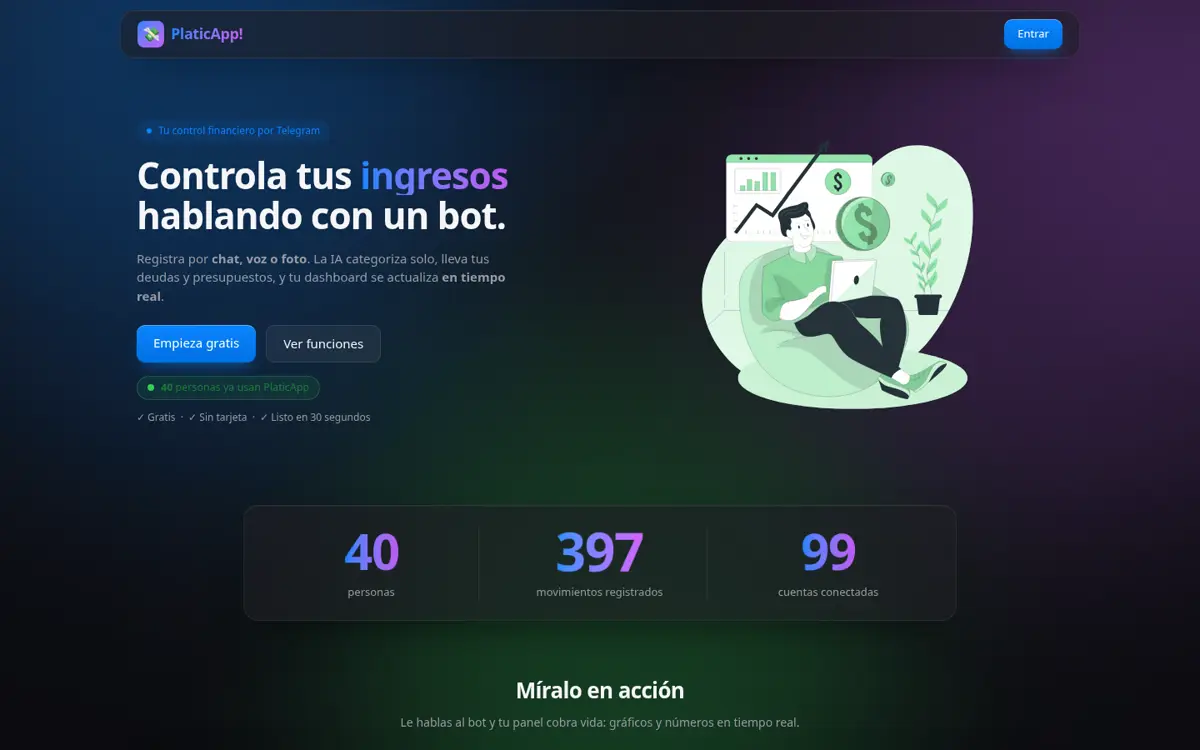 PlaticApp!
Entrar
Tu control financiero por Telegram
Controla tus ingresos
hablando con un bot.
Registra por chat, voz o foto. La IA categoriza solo, lleva tus
deudas y presupuestos, y tu dashboard se actualiza en tiempo
real.
Empieza gratis
Ver funciones
40 personas ya usan PlaticApp
✓ Gratis · ✓ Sin tarjeta · ✓ Listo en 30 segundos
$
$
$
40
personas
397
movimientos registrados
99
cuentas conectadas
Míralo en acción
Le hablas al bot y tu panel cobra vida: gráficos y números en tiempo real.